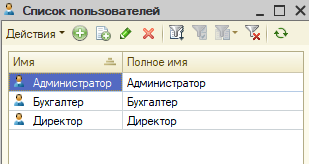 Список пользователей
Действия
Имя Полное имя
Администратор Администратор
Бухгалтер Бухгалтер
Директор Директор